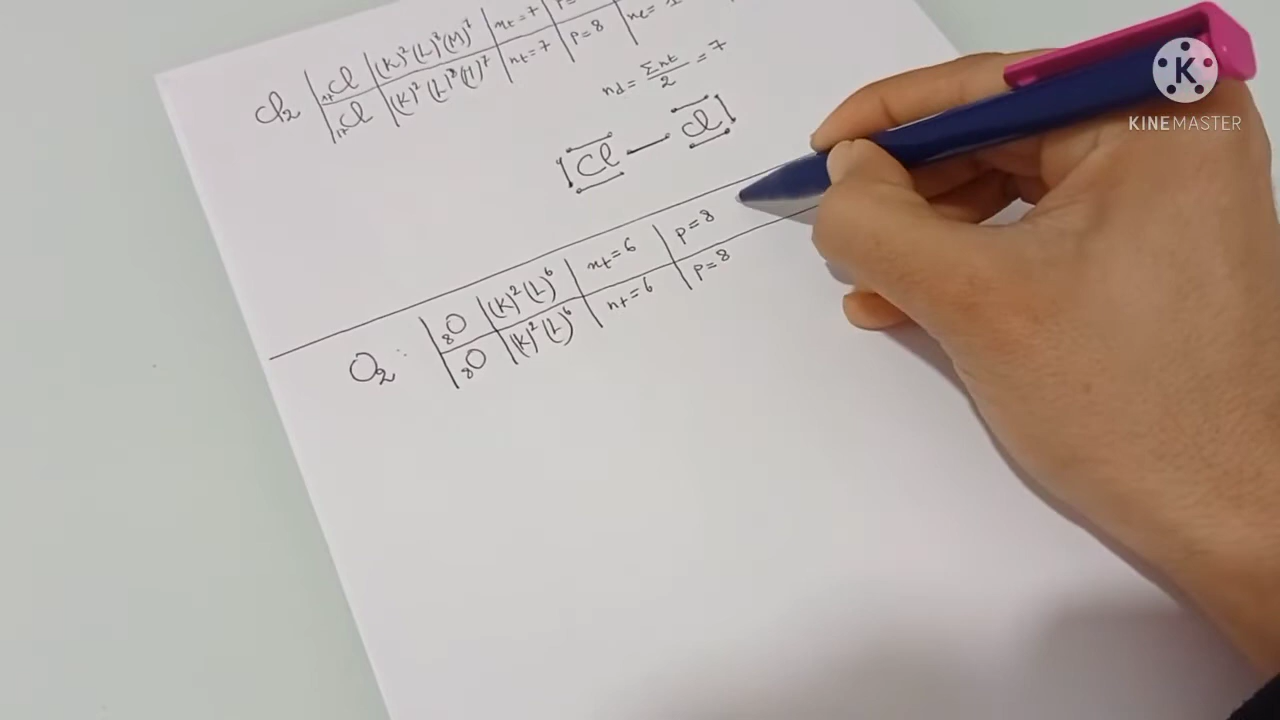 Cl₂ | ₁₇Cl | (K)²(L)⁸(M)⁷ | nt = 7 |
₁₇Cl | (K)²(L)⁸(M)⁷ | nt = 7 | P = 8 |
nd = Σnt/2 = 7
|Cl — Cl|
O₂ : | ₈O | (K)²(L)⁶ | nt = 6 | P = 8
| ₈O | (K)²(L)⁶ | nt = 6 | P = 8
K
KINEMASTER